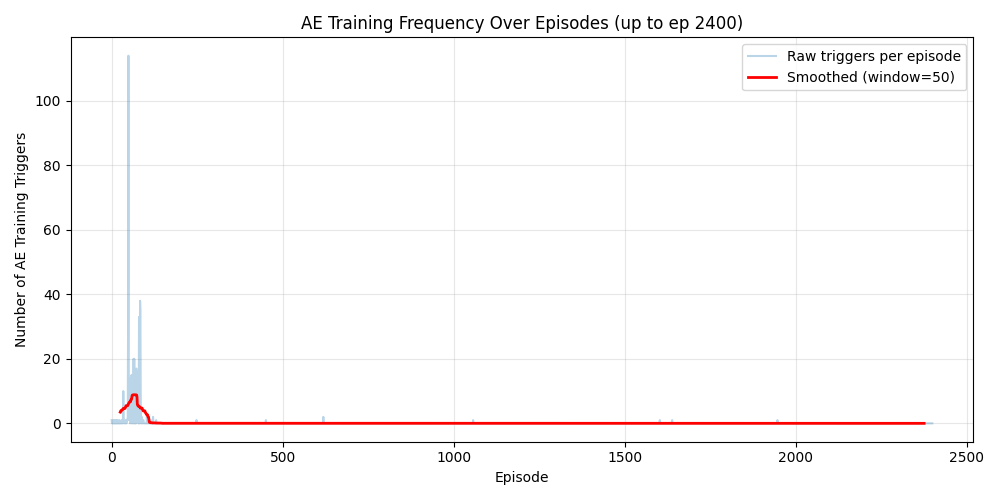 AE Training Frequency Over Episodes (up to ep 2400)
Raw triggers per episode
Smoothed (window=50)
Number of AE Training Triggers
100
80
60
40
20
0
0 500 1000 1500 2000 2500
Episode